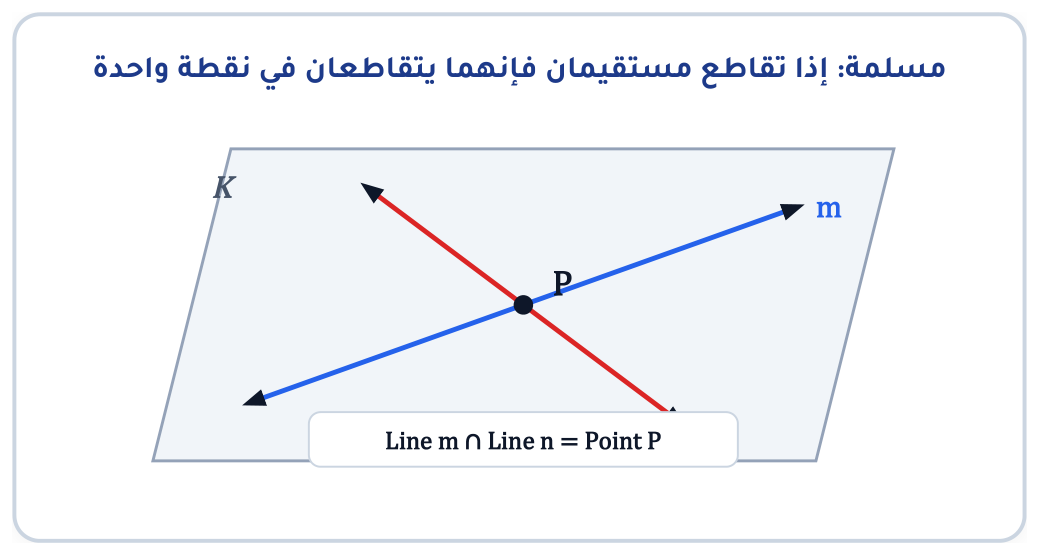 مسلمة: إذا تقاطع مستقيمان فإنهما يتقاطعان في نقطة واحدة
K
m
P
Line m ∩ Line n = Point P